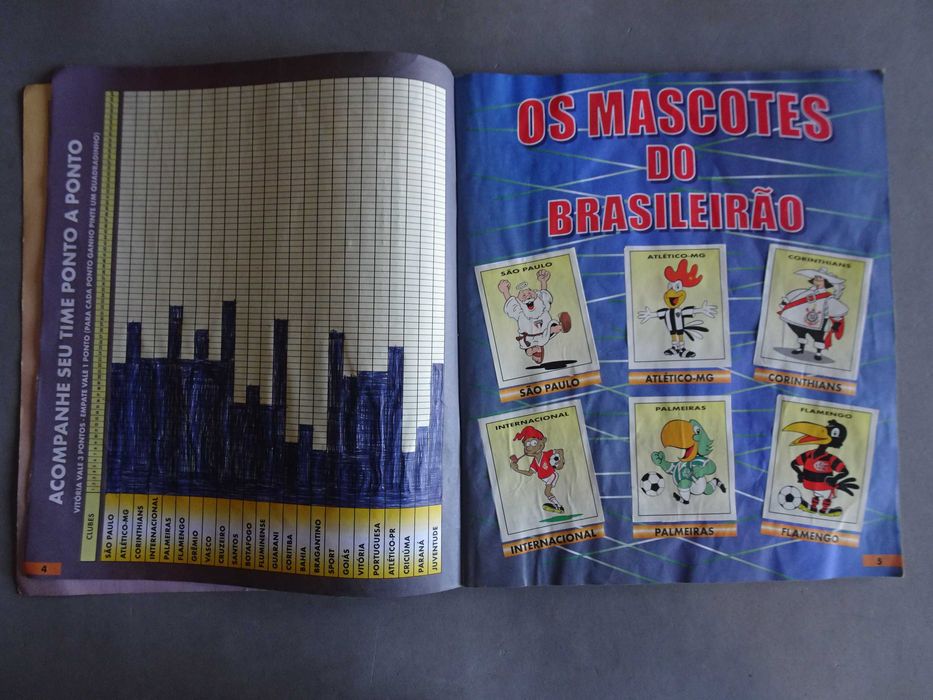 ACOMPANHE SEU TIME PONTO A PONTO
VITÓRIA VALE 3 PONTOS - EMPATE VALE 1 PONTO (PARA CADA PONTO GANHO PINTE UM QUADRADINHO)
CLUBES
SÃO PAULO
ATLÉTICO-MG
CORINTHIANS
INTERNACIONAL
PALMEIRAS
FLAMENGO
GRÊMIO
VASCO
CRUZEIRO
SANTOS
BOTAFOGO
FLUMINENSE
GUARANI
CORITIBA
BAHIA
BRAGANTINO
SPORT
GOIÁS
VITÓRIA
PORTUGUESA
ATLÉTICO-PR
CRICIÚMA
PARANÁ
JUVENTUDE
4
OS MASCOTES
DO
BRASILEIRÃO
SÃO PAULO
SÃO PAULO
ATLÉTICO-MG
ATLÉTICO-MG
CORINTHIANS
CORINTHIANS
INTERNACIONAL
INTERNACIONAL
PALMEIRAS
PALMEIRAS
FLAMENGO
FLAMENGO
5